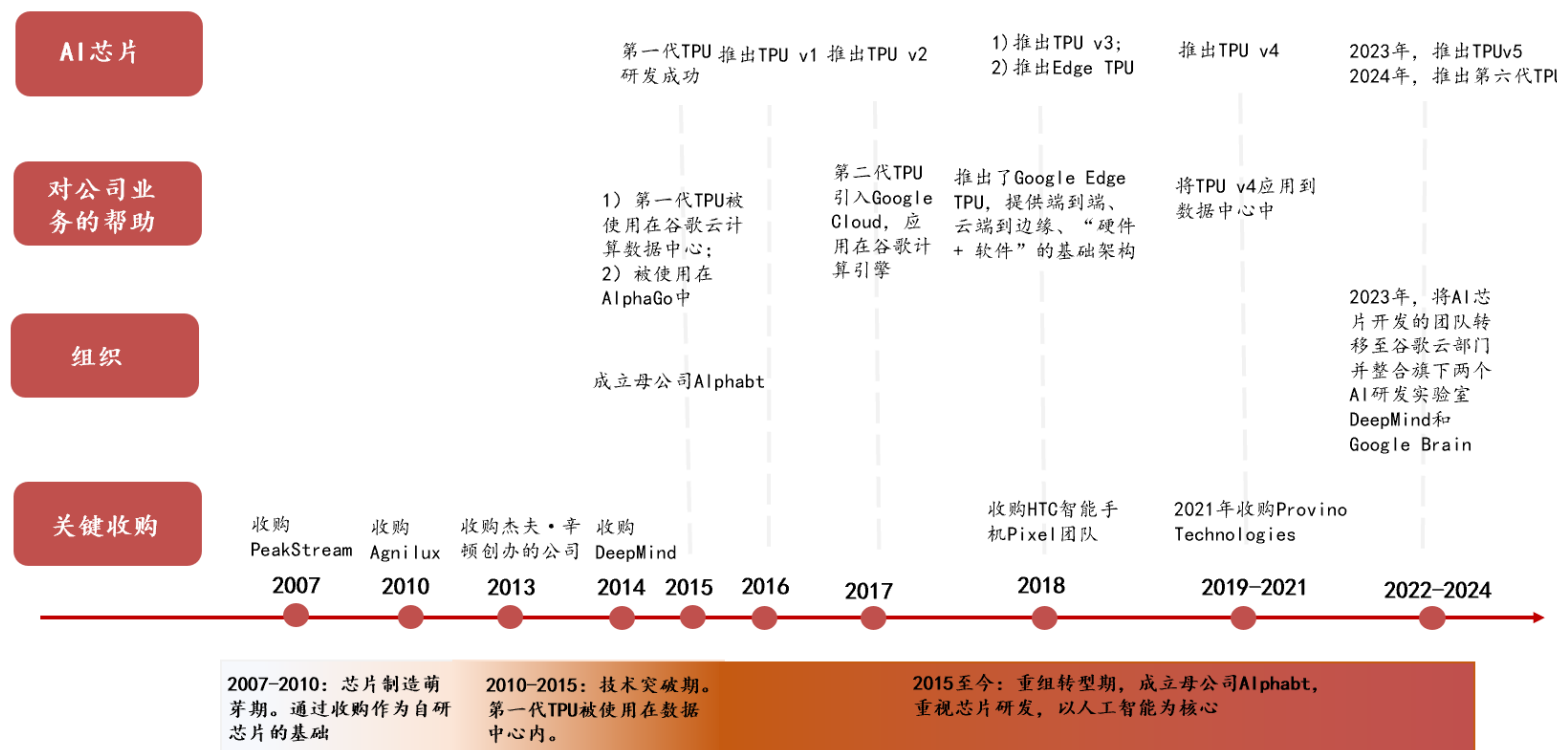 AI芯片
第一代TPU
研发成功
推出TPU v1
推出TPU v2
1)推出TPU v3;
2)推出Edge TPU
推出TPU v4
2023年, 推出TPUv5
2024年, 推出第六代TPU
对公司业
务的帮助
1) 第一代TPU被
使用在谷歌云计
算数据中心;
2) 被使用在
AlphaGo中
第二代TPU
引入Google
Cloud, 应
用在谷歌计
算引擎
推出了Google Edge
TPU, 提供端到端、
云端到边缘、“硬件
+ 软件”的基础架构
将TPU v4应用到
数据中心中
组织
成立母公司Alphabt
2023年, 将AI芯
片开发的团队转
移至谷歌云部门
并整合旗下两个
AI研发实验室
DeepMind和
Google Brain
关键收购
收购
PeakStream
收购
Agnilux
收购杰夫·辛
顿创办的公司
收购
DeepMind
收购HTC智能手
机Pixel团队
2021年收购Provino
Technologies
2007
2010
2013
2014
2015
2016
2017
2018
2019-2021
2022-2024
2007-2010: 芯片制造萌
芽期。通过收购作为自研
芯片的基础
2010-2015: 技术突破期。
第一代TPU被使用在数据
中心内。
2015至今: 重组转型期, 成立母公司Alphabt,
重视芯片研发, 以人工智能为核心